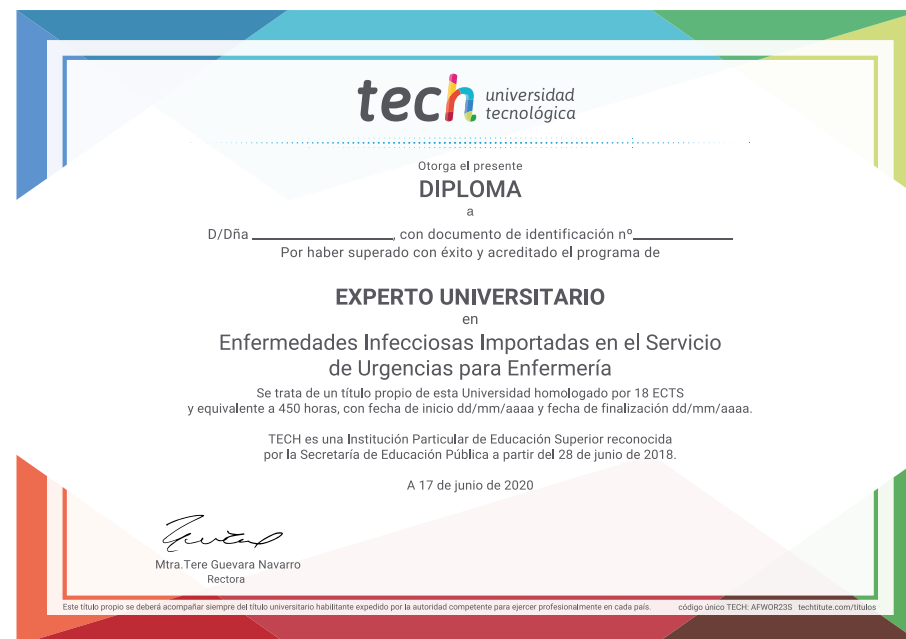 tech universidad
tecnológica
Otorga el presente
DIPLOMA
a
D/Dña ____________, con documento de identificación nº____________
Por haber superado con éxito y acreditado el programa de
EXPERTO UNIVERSITARIO
en
Enfermedades Infecciosas Importadas en el Servicio
de Urgencias para Enfermería
Se trata de un título propio de esta Universidad homologado por 18 ECTS
y equivalente a 450 horas, con fecha de inicio dd/mm/aaaa y fecha de finalización dd/mm/aaaa.
TECH es una Institución Particular de Educación Superior reconocida
por la Secretaría de Educación Pública a partir del 28 de junio de 2018.
A 17 de junio de 2020
Mtra.Tere Guevara Navarro
Rectora
Este título propio se deberá acompañar siempre del título universitario habilitante expedido por la autoridad competente para ejercer profesionalmente en cada país. código único TECH: AFWOR23S techtitute.com/titulos